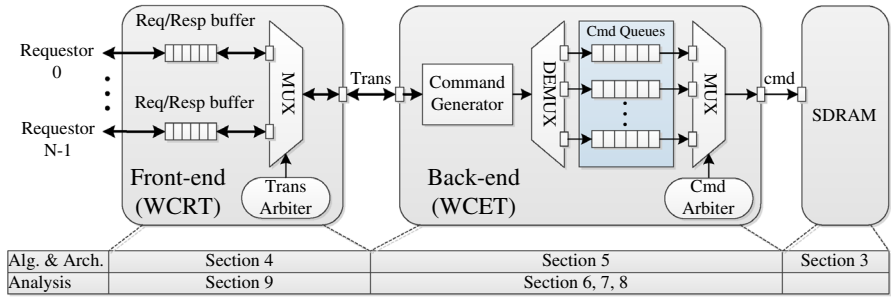 Req/Resp buffer
Requestor
0
MUX
Req/Resp buffer
Requestor
N-1
Front-end
(WCRT)
Trans
Arbiter
Trans
Command
Generator
DEMUX
Cmd Queues
MUX
Back-end
(WCET)
Cmd
Arbiter
cmd
SDRAM
Alg. & Arch. Section 4 Section 5 Section 3
Analysis Section 9 Section 6, 7, 8